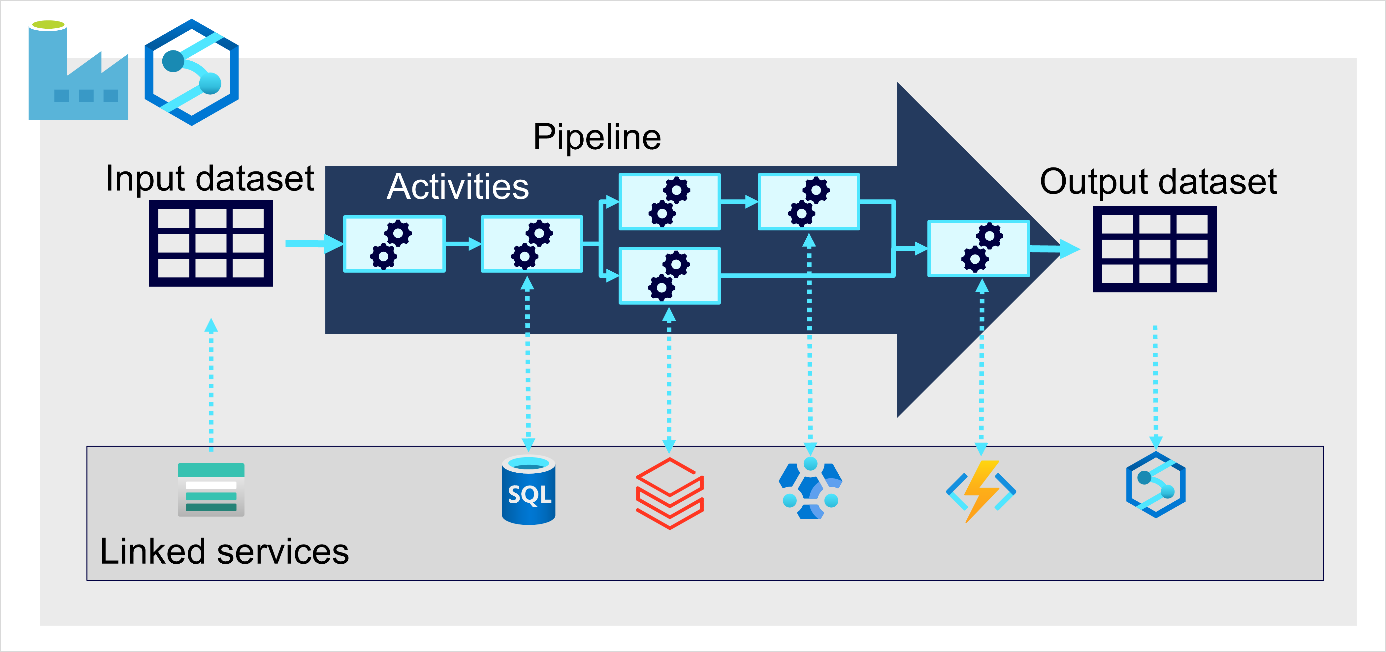 Pipeline
Input dataset
Activities
Output dataset
SQL
Linked services